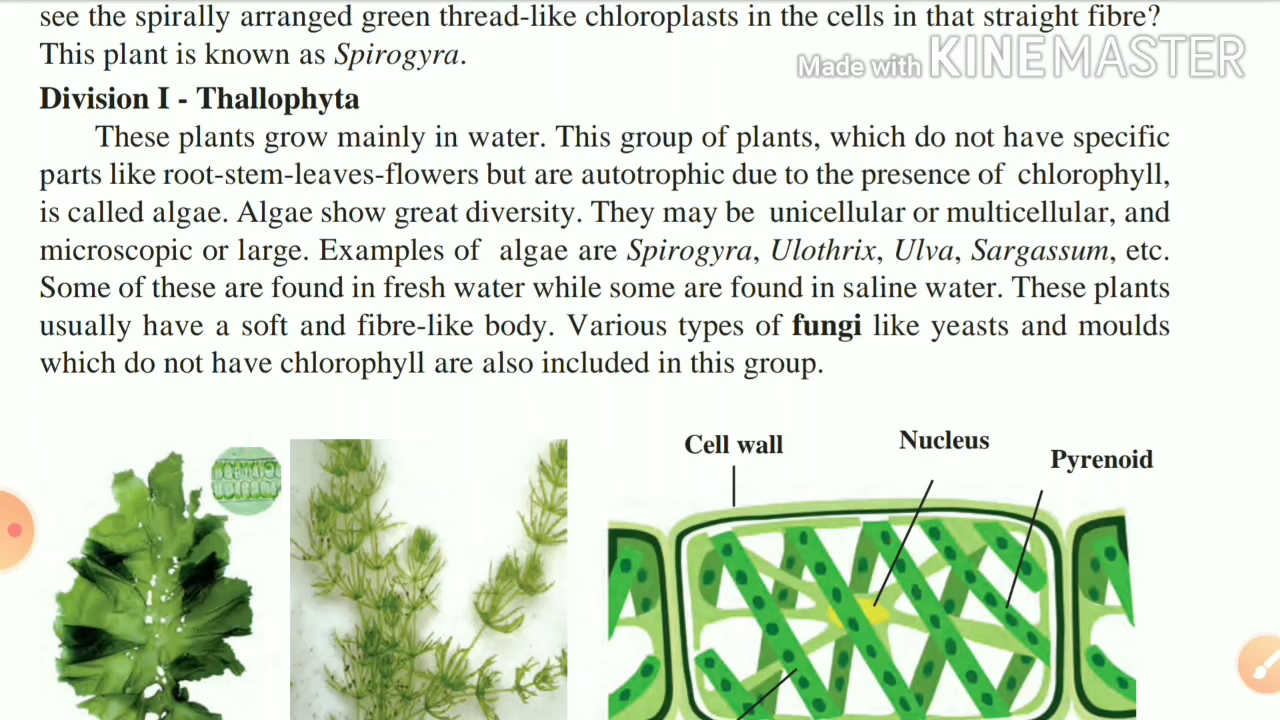 see the spirally arranged green thread-like chloroplasts in the cells in that straight fibre?
This plant is known as Spirogyra.
Made with KINEMASTER
Division I - Thallophyta
These plants grow mainly in water. This group of plants, which do not have specific
parts like root-stem-leaves-flowers but are autotrophic due to the presence of chlorophyll,
is called algae. Algae show great diversity. They may be unicellular or multicellular, and
microscopic or large. Examples of algae are Spirogyra, Ulothrix, Ulva, Sargassum, etc.
Some of these are found in fresh water while some are found in saline water. These plants
usually have a soft and fibre-like body. Various types of fungi like yeasts and moulds
which do not have chlorophyll are also included in this group.
Cell wall
Nucleus
Pyrenoid